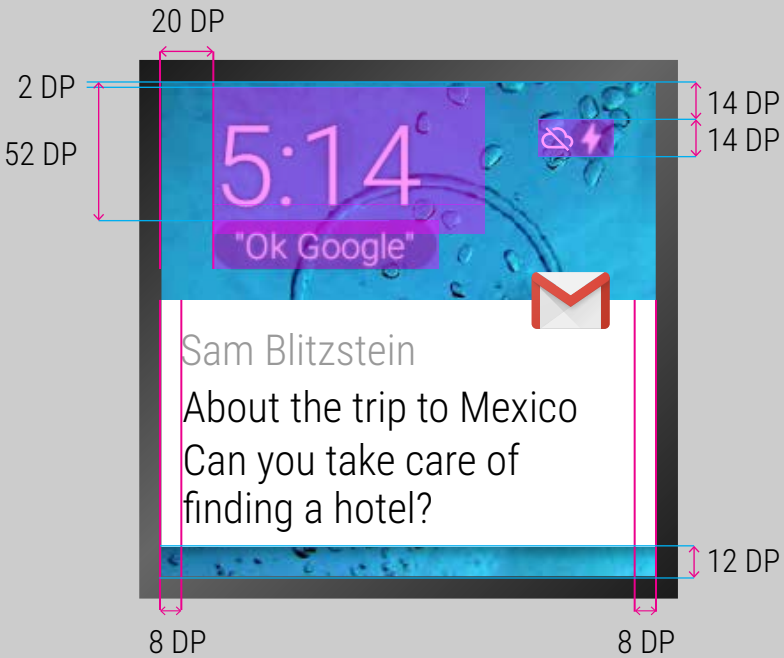 20 DP
2 DP
14 DP
52 DP
14 DP
5:14
"Ok Google"
Sam Blitzstein
About the trip to Mexico
Can you take care of
finding a hotel?
12 DP
8 DP
8 DP